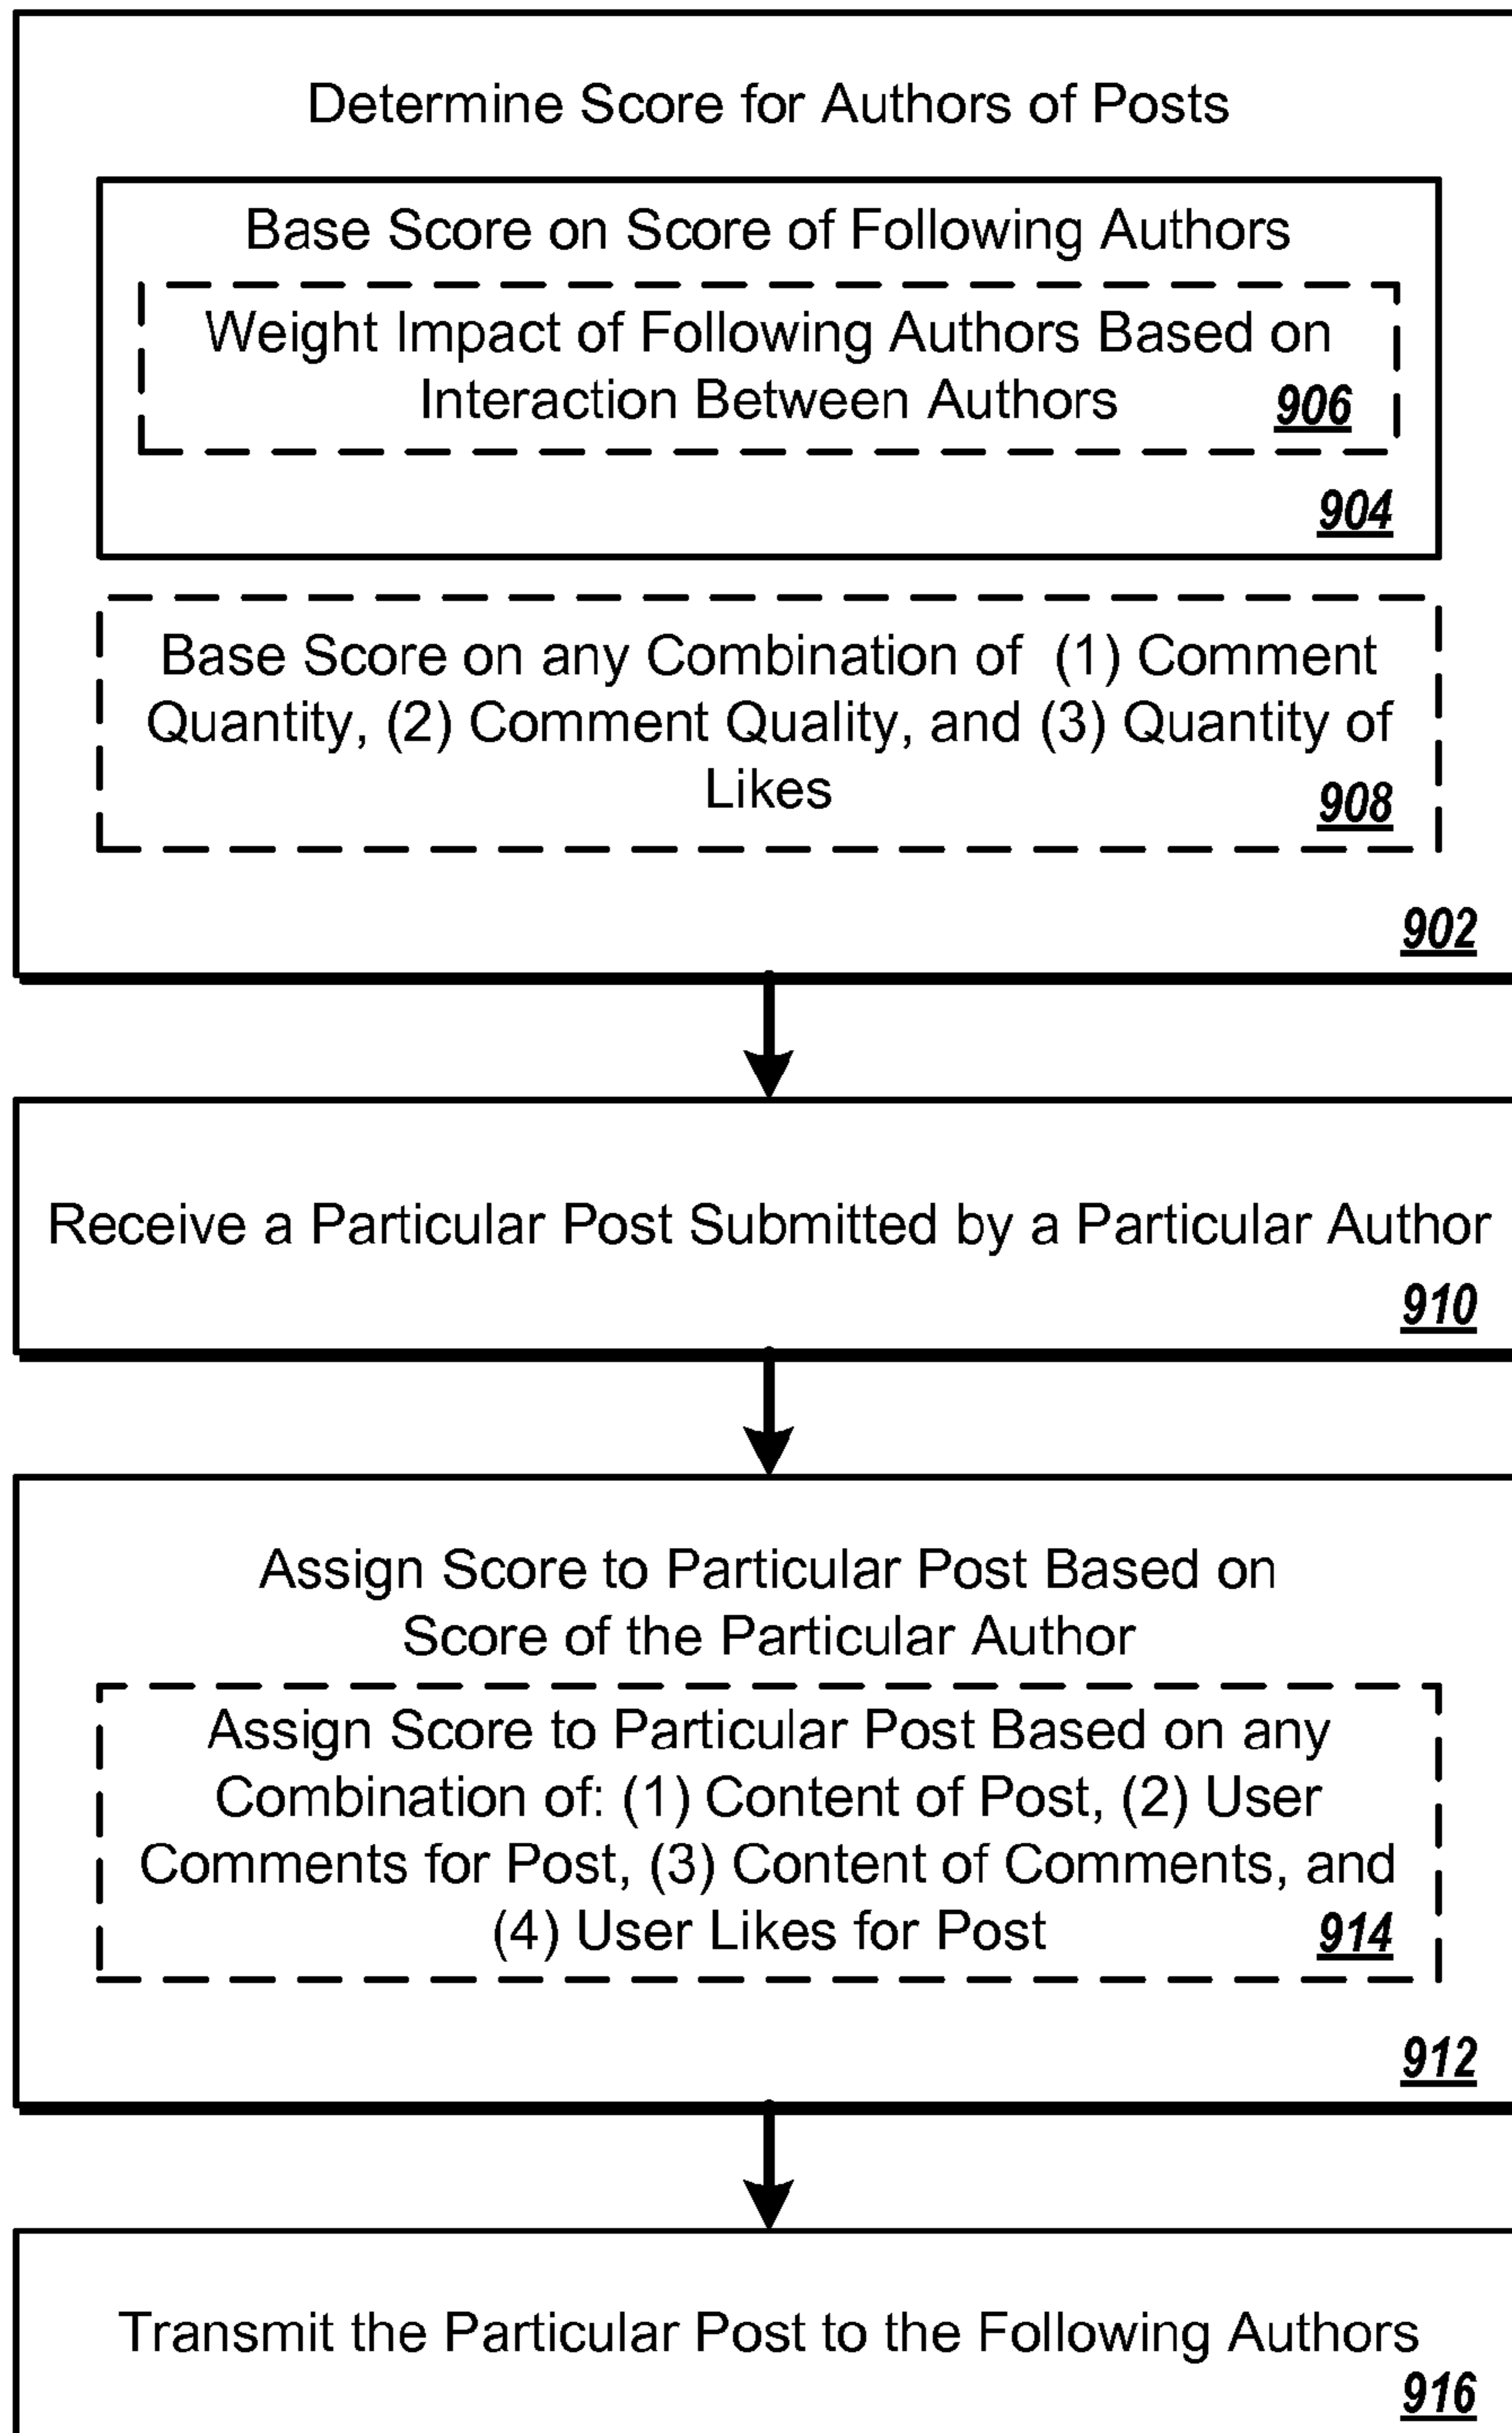 Determine Score for Authors of Posts
Base Score on Score of Following Authors
Weight Impact of Following Authors Based on
Interaction Between Authors 906
904
Base Score on any Combination of (1) Comment
Quantity, (2) Comment Quality, and (3) Quantity of
Likes 908
902
Receive a Particular Post Submitted by a Particular Author
910
Assign Score to Particular Post Based on
Score of the Particular Author
Assign Score to Particular Post Based on any
Combination of: (1) Content of Post, (2) User
Comments for Post, (3) Content of Comments, and
(4) User Likes for Post 914
912
Transmit the Particular Post to the Following Authors
916